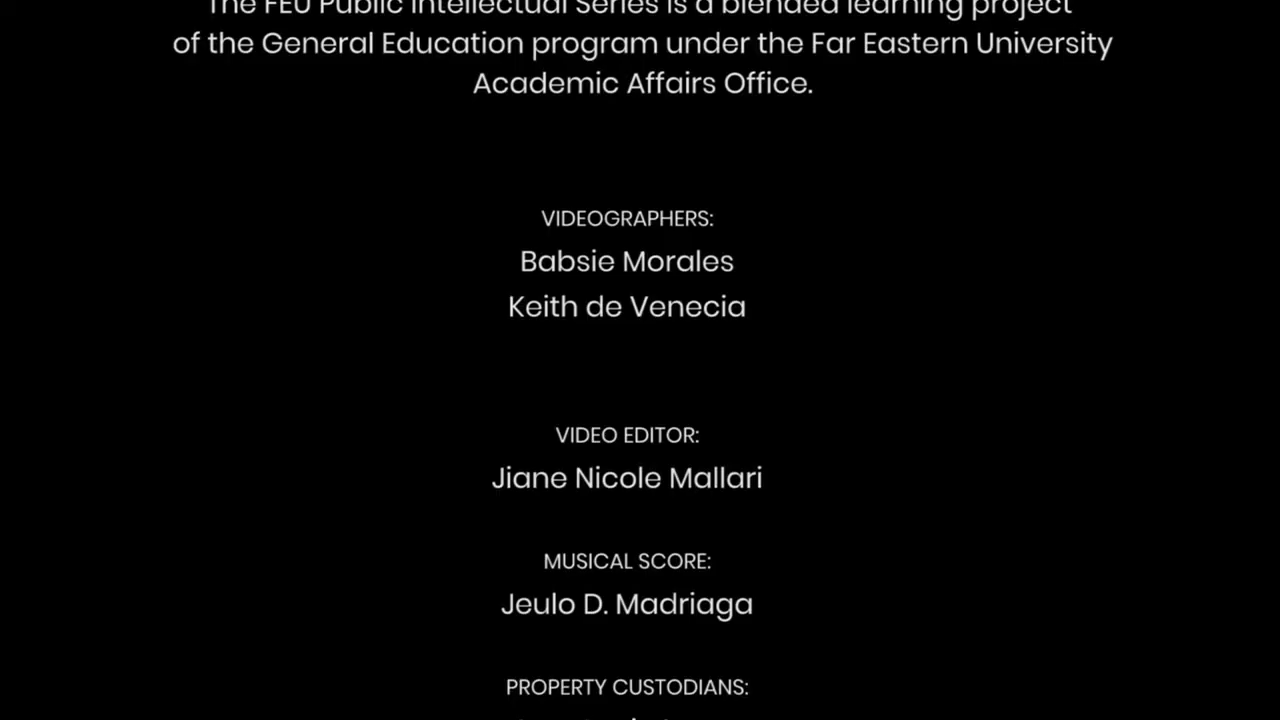 The FEU Public Intellectual Series is a blended learning project
of the General Education program under the Far Eastern University
Academic Affairs Office.
VIDEOGRAPHERS:
Babsie Morales
Keith de Venecia
VIDEO EDITOR:
Jiane Nicole Mallari
MUSICAL SCORE:
Jeulo D. Madriaga
PROPERTY CUSTODIANS: